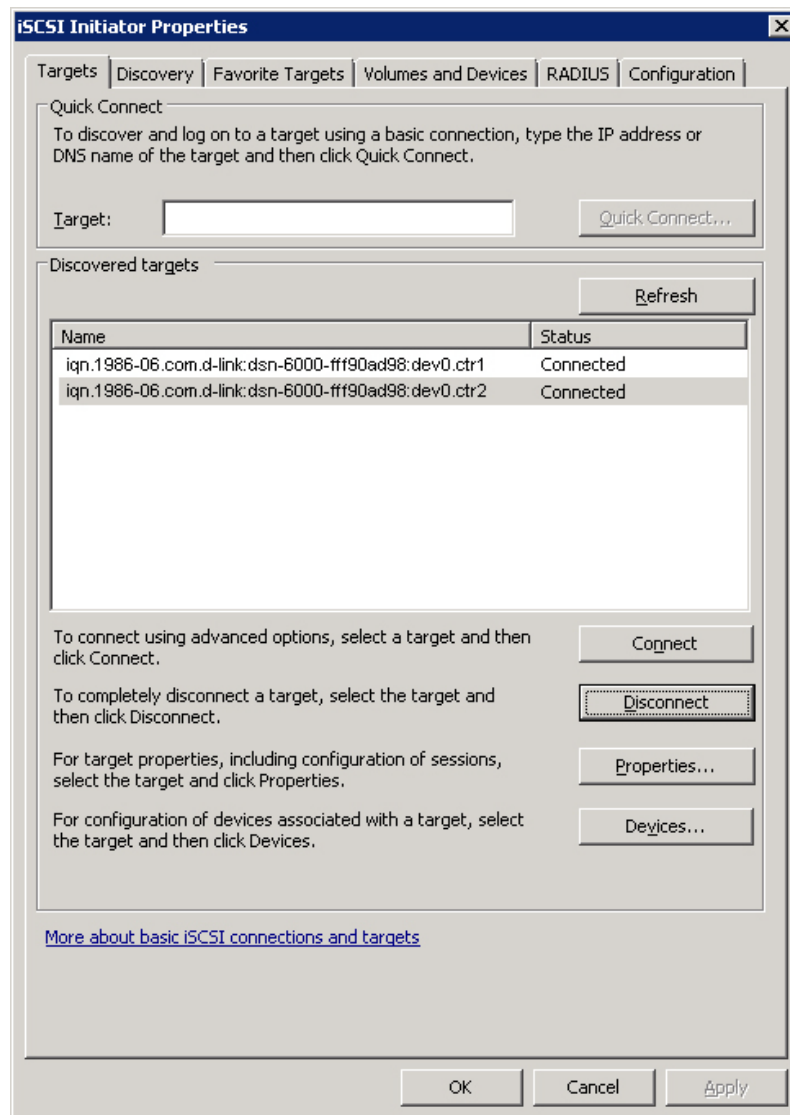 iSCSI Initiator Properties
Targets Discovery Favorite Targets Volumes and Devices RADIUS Configuration
Quick Connect
To discover and log on to a target using a basic connection, type the IP address or
DNS name of the target and then click Quick Connect.
Target: Quick Connect...
Discovered targets
Refresh
Name Status
iqn.1986-06.com.d-link:dsn-6000-fff90ad98:dev0.ctr1 Connected
iqn.1986-06.com.d-link:dsn-6000-fff90ad98:dev0.ctr2 Connected
To connect using advanced options, select a target and then
click Connect.
Connect
To completely disconnect a target, select the target and
then click Disconnect.
Disconnect
For target properties, including configuration of sessions,
select the target and click Properties.
Properties...
For configuration of devices associated with a target, select
the target and then click Devices.
Devices...
More about basic iSCSI connections and targets
OK Cancel Apply